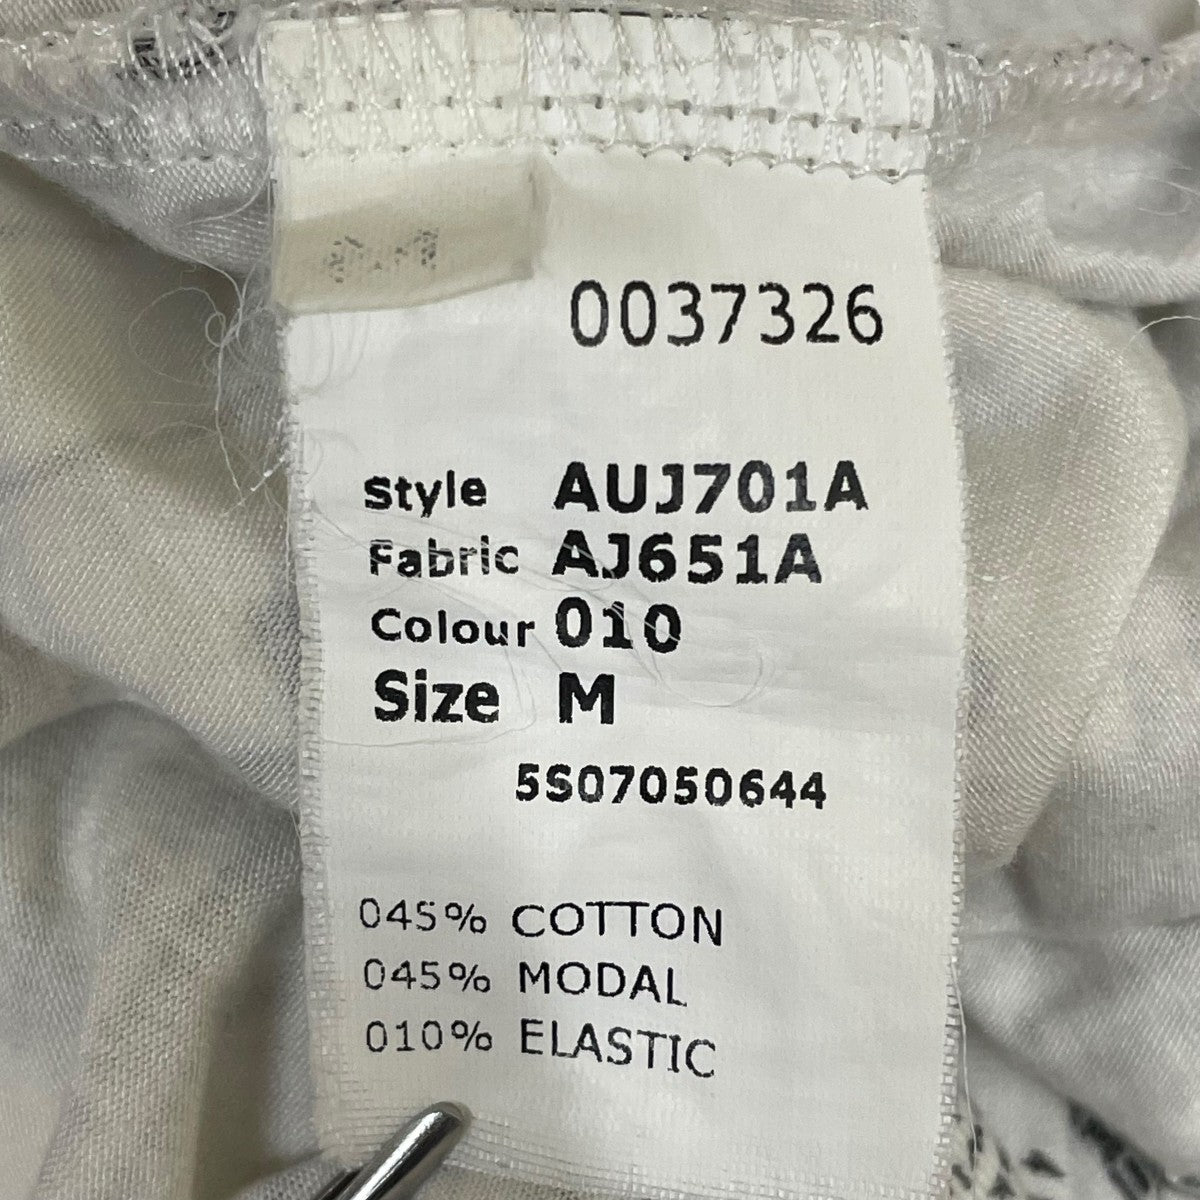 0037326
Style AUJ701A
Fabric AJ651A
Colour 010
Size M
5S07050644
045% COTTON
045% MODAL
010% ELASTIC